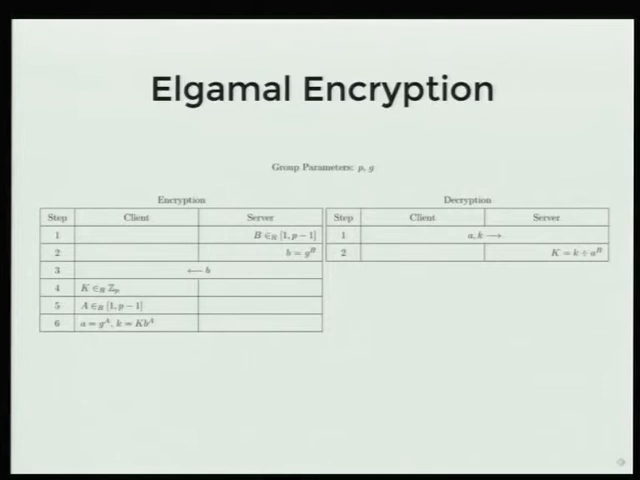 Elgamal Encryption
Group Parameters: p, g
Encryption
Step Client Server
1 B ∈R [1, p − 1]
2 b = g^B
3 ⟵ b
4 K ∈R ℤp
5 A ∈R [1, p − 1]
6 a = g^A, k = Kb^A
Decryption
Step Client Server
1 a, k ⟶
2 K = k ÷ a^B